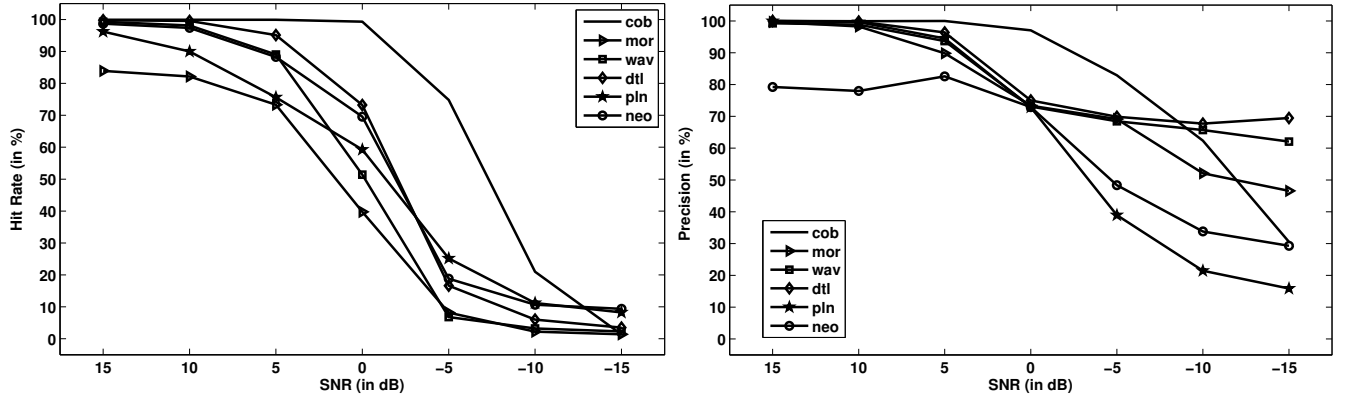 100
90
80
70
60
50
40
30
20
10
0
Hit Rate (in %)
15 10 5 0 −5 −10 −15
SNR (in dB)
cob
mor
wav
dtl
pln
neo
100
90
80
70
60
50
40
30
20
10
0
Precision (in %)
15 10 5 0 −5 −10 −15
SNR (in dB)
cob
mor
wav
dtl
pln
neo